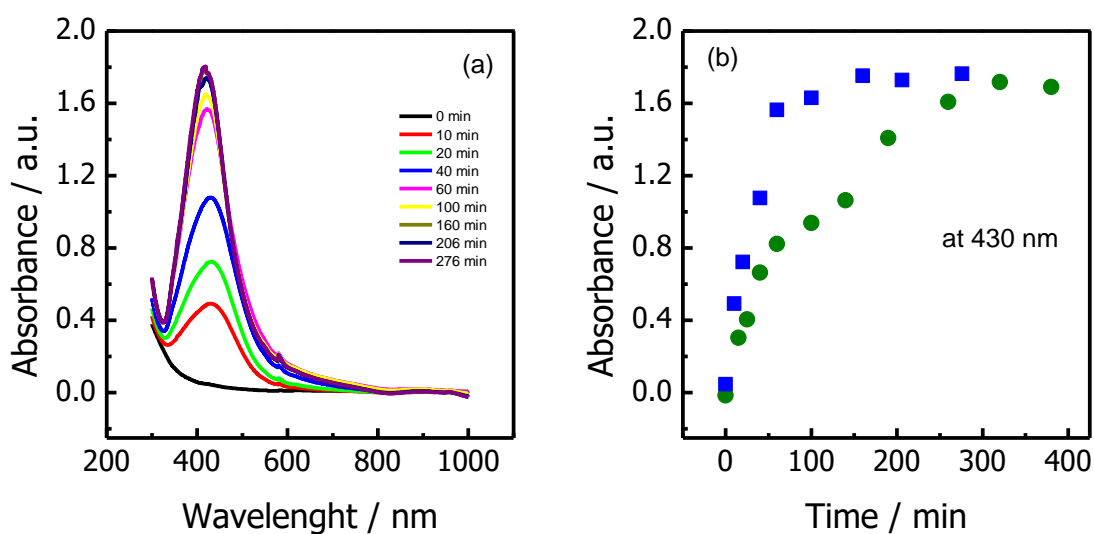 (a)
2.0
1.6
1.2
0.8
0.4
0.0
Absorbance / a.u.
0 min
10 min
20 min
40 min
60 min
100 min
160 min
206 min
276 min
200 400 600 800 1000
Wavelenght / nm
(b)
2.0
1.6
1.2
0.8
0.4
0.0
Absorbance / a.u.
at 430 nm
0 100 200 300 400
Time / min